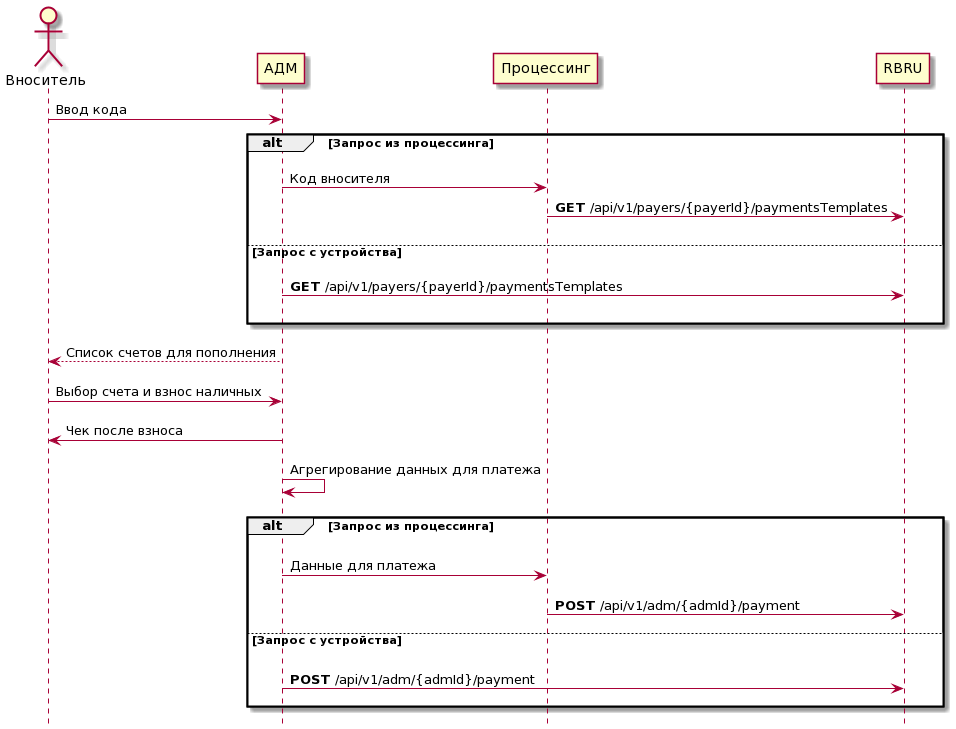 Вноситель
АДМ
Процессинг
RBRU
Ввод кода
alt [Запрос из процессинга]
Код вносителя
GET /api/v1/payers/{payerId}/paymentsTemplates
[Запрос с устройства]
GET /api/v1/payers/{payerId}/paymentsTemplates
Список счетов для пополнения
Выбор счета и взнос наличных
Чек после взноса
Агрегирование данных для платежа
alt [Запрос из процессинга]
Данные для платежа
POST /api/v1/adm/{admId}/payment
[Запрос с устройства]
POST /api/v1/adm/{admId}/payment